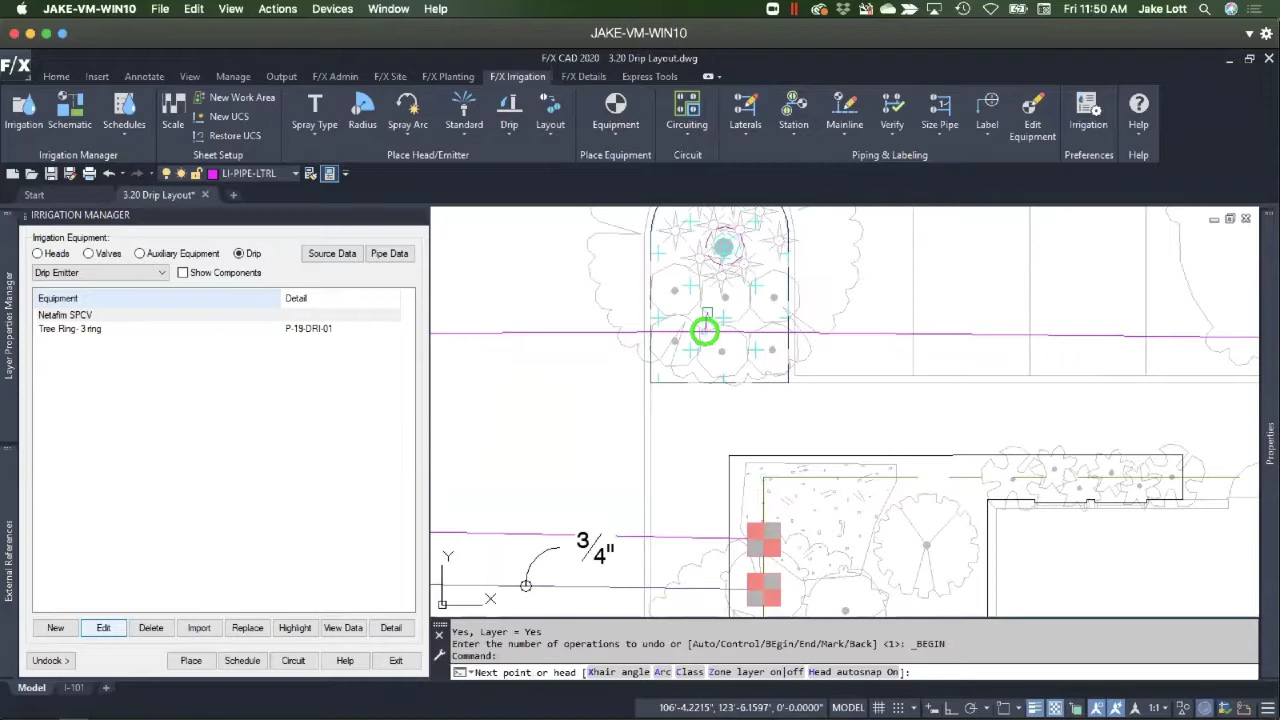 JAKE-VM-WIN10 File View Actions Devices Window Help Fri 11:50 AM Jake Lott
JAKE-VM-WIN10
F/X CAD 2020 3.20 Drip Layout.dwg
F/X
Home Insert Annotate View Manage Output F/X Admin F/X Site F/X Planting F/X Irrigation F/X Details Express Tools
Irrigation Schematic Schedules Scale New Work Area New UCS Restore UCS Spray Type Radius Spray Arc Standard Drip Layout Equipment Circuiting Laterals Station Mainline Verify Size Pipe Label Edit Equipment Irrigation Help
Irrigation Manager Sheet Setup Place Head/Emitter Place Equipment Circuit Piping & Labeling Preferences Help
LI-PIPE-LTRL
Start 3.20 Drip Layout*
IRRIGATION MANAGER
Irrigation Equipment:
Heads Valves Auxiliary Equipment Drip Source Data Pipe Data
Drip Emitter Show Components
Equipment Detail
Netafim SPCV
Tree Ring- 3 ring P-19-DRI-01
Layer Properties Manager
External References
Properties
3/4"
Y
X
New Edit Delete Import Replace Highlight View Data Detail
Undock > Place Schedule Circuit Help Exit
Yes, Layer = Yes
Enter the number of operations to undo or [Auto/Control/BEgin/End/Mark/Back] <1>: _BEGIN
Command:
Next point or head [Xhair angle Arc Class Zone layer on|off Head autosnap On]:
Model I-101
106'-4.2215", 123'-6.1597', 0'-0.0000" MODEL 1:1